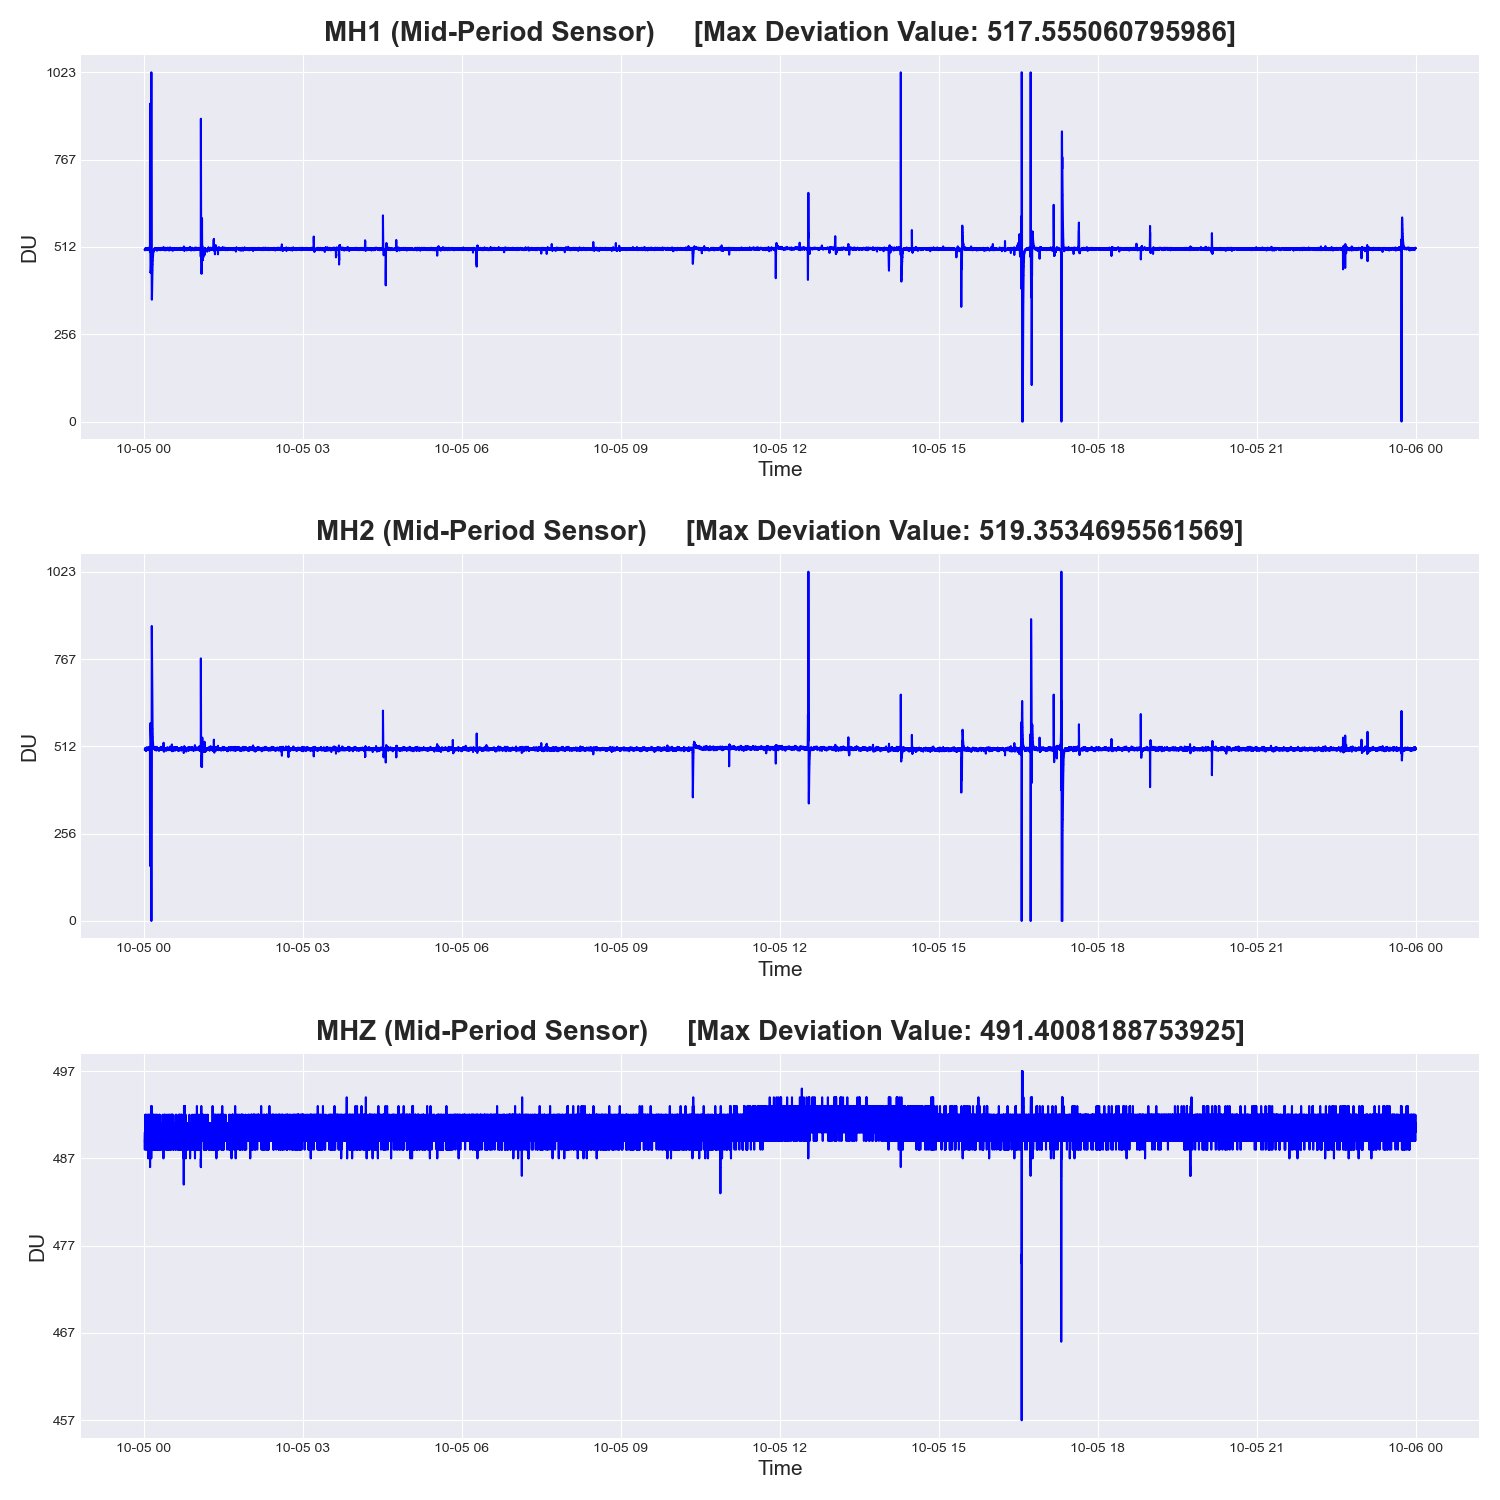 MH1 (Mid-Period Sensor) [Max Deviation Value: 517.555060795986]
1023
767
512
256
0
DU
10-05 00 10-05 03 10-05 06 10-05 09 10-05 12 10-05 15 10-05 18 10-05 21 10-06 00
Time
MH2 (Mid-Period Sensor) [Max Deviation Value: 519.3534695561569]
1023
767
512
256
0
DU
10-05 00 10-05 03 10-05 06 10-05 09 10-05 12 10-05 15 10-05 18 10-05 21 10-06 00
Time
MHZ (Mid-Period Sensor) [Max Deviation Value: 491.4008188753925]
497
487
477
467
457
DU
10-05 00 10-05 03 10-05 06 10-05 09 10-05 12 10-05 15 10-05 18 10-05 21 10-06 00
Time